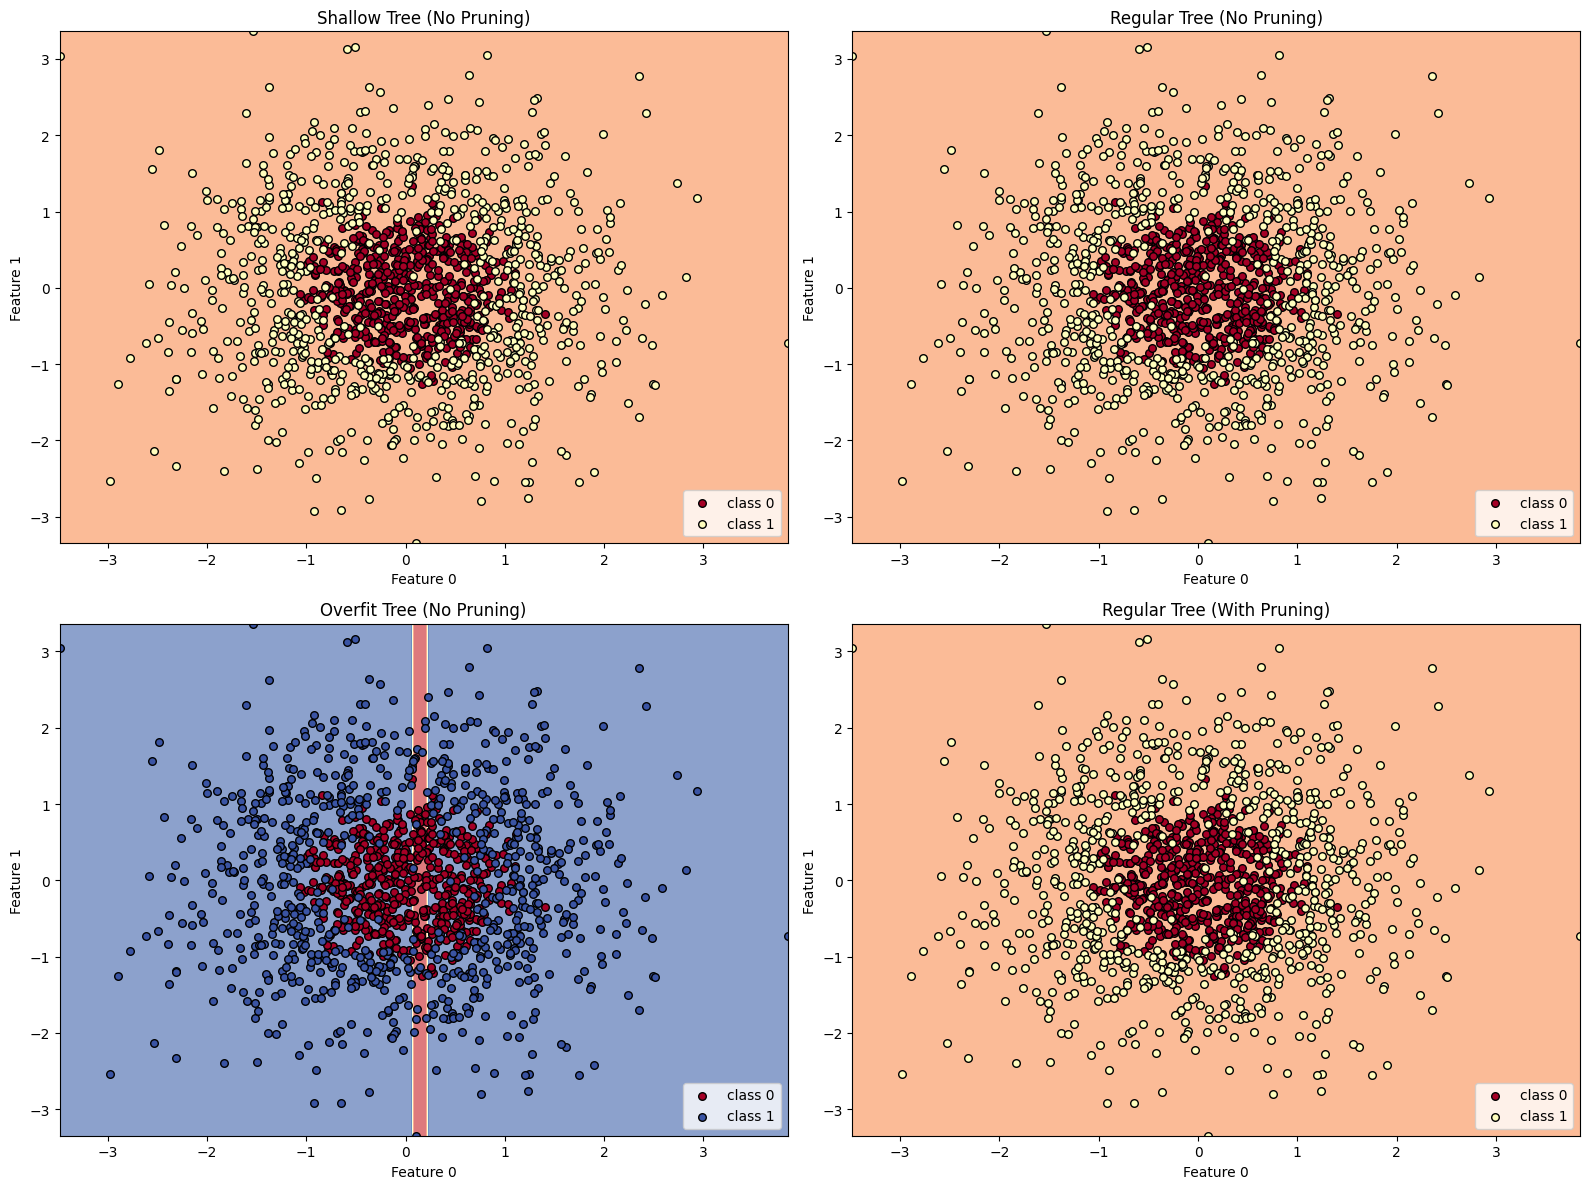 Shallow Tree (No Pruning)
3
2
1
0
−1
−2
−3
Feature 1
−3 −2 −1 0 1 2 3
Feature 0
class 0
class 1
Regular Tree (No Pruning)
3
2
1
0
−1
−2
−3
Feature 1
−3 −2 −1 0 1 2 3
Feature 0
class 0
class 1
Overfit Tree (No Pruning)
3
2
1
0
−1
−2
−3
Feature 1
−3 −2 −1 0 1 2 3
Feature 0
class 0
class 1
Regular Tree (With Pruning)
3
2
1
0
−1
−2
−3
Feature 1
−3 −2 −1 0 1 2 3
Feature 0
class 0
class 1